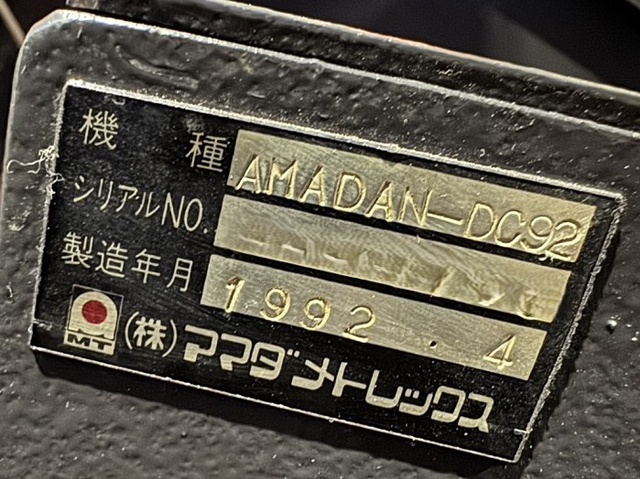 機種 AMADAN-DC92
シリアルNO.
製造年月 1992.4
MT (株)アマダメトレックス